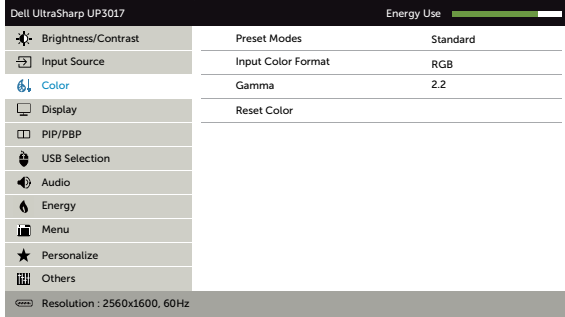 Dell UltraSharp UP3017 Energy Use
Brightness/Contrast Preset Modes Standard
Input Source Input Color Format RGB
Color Gamma 2.2
Display Reset Color
PIP/PBP
USB Selection
Audio
Energy
Menu
Personalize
Others
Resolution : 2560x1600, 60Hz